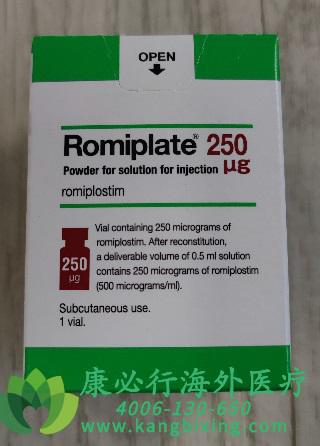 OPEN
Romiplate® 250 µg
Powder for solution for injection
romiplostim
Vial containing 250 micrograms of
romiplostim. After reconstitution,
a deliverable volume of 0.5 ml solution
contains 250 micrograms of romiplostim
(500 micrograms/ml).
250
µg
Subcutaneous use.
1 vial.
康必行海外医疗
4006-130-650
www.kangbixing.com